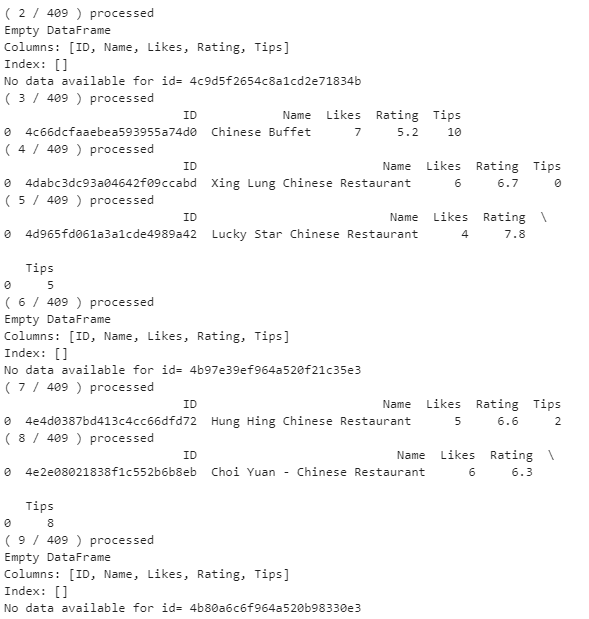 ( 2 / 409 ) processed
Empty DataFrame
Columns: [ID, Name, Likes, Rating, Tips]
Index: []
No data available for id= 4c9d5f2654c8a1cd2e71834b
( 3 / 409 ) processed
ID Name Likes Rating Tips
0 4c66dcfaaebea593955a74d0 Chinese Buffet 7 5.2 10
( 4 / 409 ) processed
ID Name Likes Rating Tips
0 4dabc3dc93a04642f09ccabd Xing Lung Chinese Restaurant 6 6.7 0
( 5 / 409 ) processed
ID Name Likes Rating \
0 4d965fd061a3a1cde4989a42 Lucky Star Chinese Restaurant 4 7.8
Tips
0 5
( 6 / 409 ) processed
Empty DataFrame
Columns: [ID, Name, Likes, Rating, Tips]
Index: []
No data available for id= 4b97e39ef964a520f21c35e3
( 7 / 409 ) processed
ID Name Likes Rating Tips
0 4e4d0387bd413c4cc66dfd72 Hung Hing Chinese Restaurant 5 6.6 2
( 8 / 409 ) processed
ID Name Likes Rating \
0 4e2e08021838f1c552b6b8eb Choi Yuan - Chinese Restaurant 6 6.3
Tips
0 8
( 9 / 409 ) processed
Empty DataFrame
Columns: [ID, Name, Likes, Rating, Tips]
Index: []
No data available for id= 4b80a6c6f964a520b98330e3